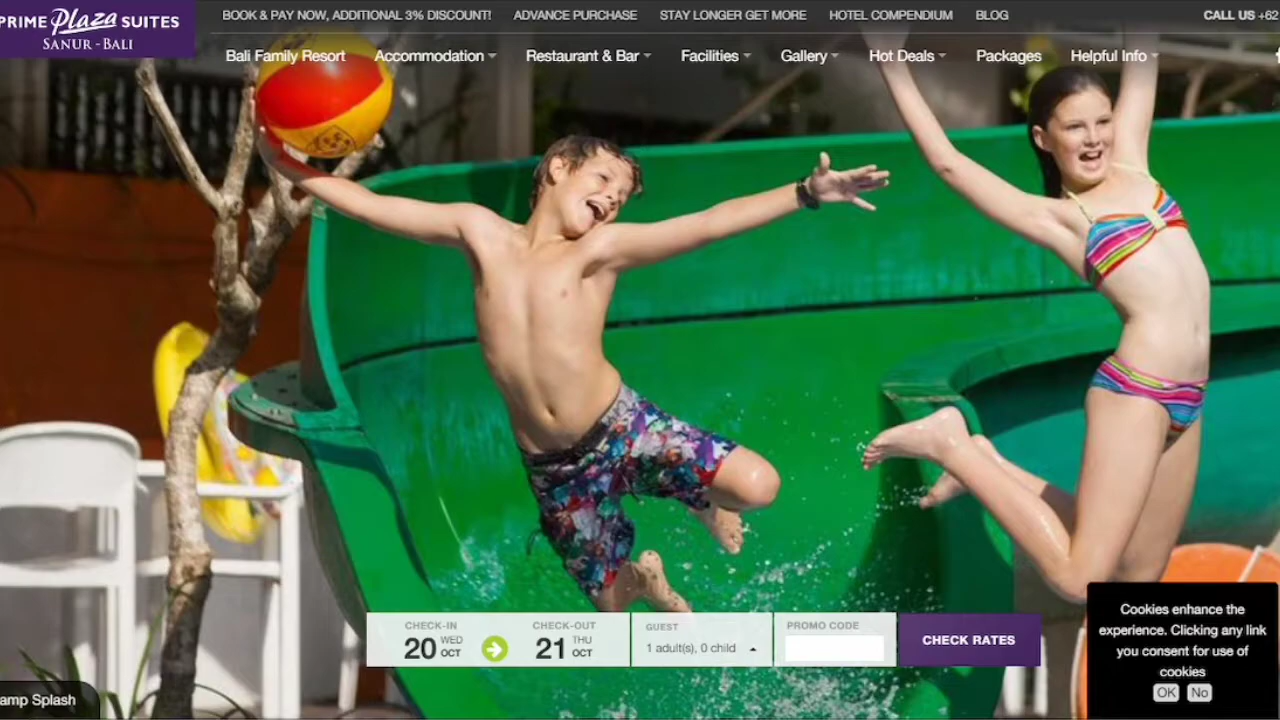 PRIME Plaza SUITES
SANUR - BALI
BOOK & PAY NOW, ADDITIONAL 3% DISCOUNT! ADVANCE PURCHASE STAY LONGER GET MORE HOTEL COMPENDIUM BLOG CALL US +62
Bali Family Resort Accommodation Restaurant & Bar Facilities Gallery Hot Deals Packages Helpful Info
CHECK-IN
20 WED OCT
CHECK-OUT
21 THU OCT
GUEST
1 adult(s), 0 child
PROMO CODE
CHECK RATES
Cookies enhance the
experience. Clicking any link
you consent for use of
cookies
OK No
amp Splash